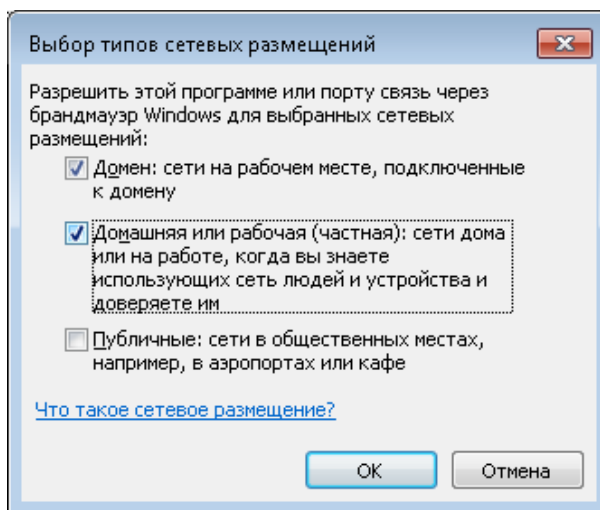 Выбор типов сетевых размещений
Разрешить этой программе или порту связь через
брандмауэр Windows для выбранных сетевых
размещений:
Домен: сети на рабочем месте, подключенные
к домену
Домашняя или рабочая (частная): сети дома
или на работе, когда вы знаете
использующих сеть людей и устройства и
доверяете им
Публичные: сети в общественных местах,
например, в аэропортах или кафе
Что такое сетевое размещение?
ОК
Отмена